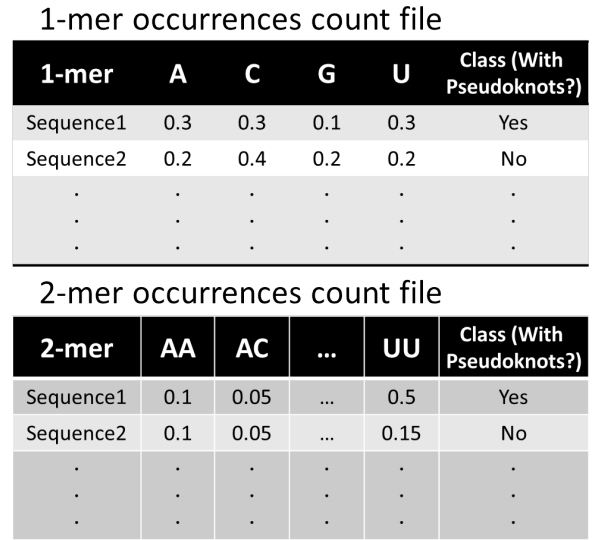 1-mer occurrences count file
1-mer A C G U Class (With Pseudoknots?)
Sequence1 0.3 0.3 0.1 0.3 Yes
Sequence2 0.2 0.4 0.2 0.2 No
. . . . . .
. . . . . .
. . . . . .
2-mer occurrences count file
2-mer AA AC ... UU Class (With Pseudoknots?)
Sequence1 0.1 0.05 ... 0.5 Yes
Sequence2 0.1 0.05 ... 0.15 No
. . . . . .
. . . . . .
. . . . . .